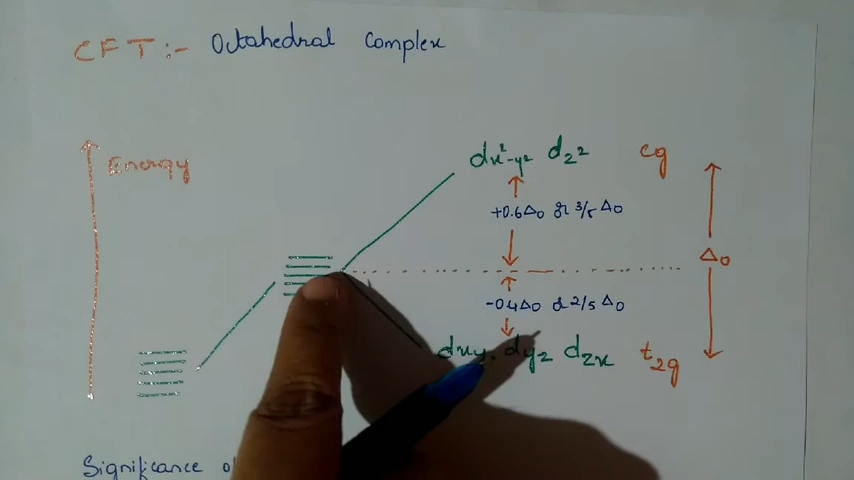 CFT:- Octahedral Complex
Energy
dx²-y² dz² eg
+0.6Δo or 3/5 Δo
Δo
-0.4Δo or 2/5 Δo
dxy, dyz dzx t2g
Significance o